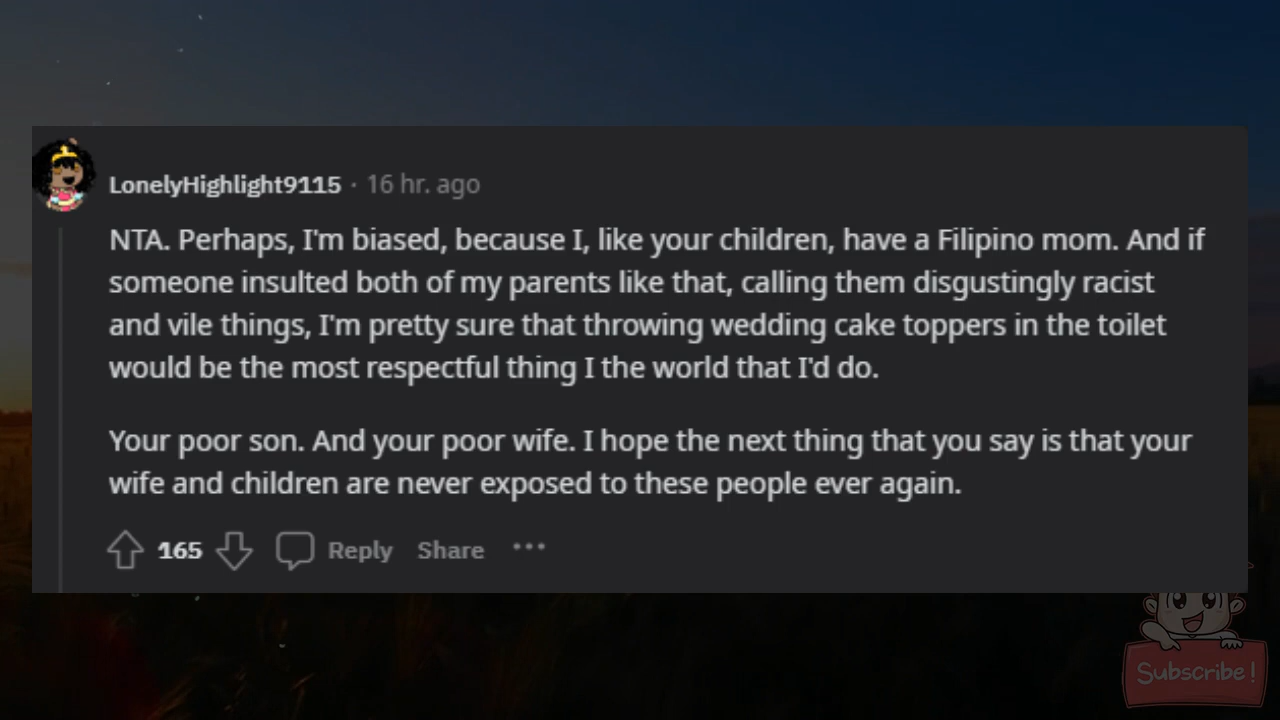 LonelyHighlight9115 · 16 hr. ago
NTA. Perhaps, I'm biased, because I, like your children, have a Filipino mom. And if
someone insulted both of my parents like that, calling them disgustingly racist
and vile things, I'm pretty sure that throwing wedding cake toppers in the toilet
would be the most respectful thing I the world that I'd do.
Your poor son. And your poor wife. I hope the next thing that you say is that your
wife and children are never exposed to these people ever again.
165 Reply Share ...
Subscribe!